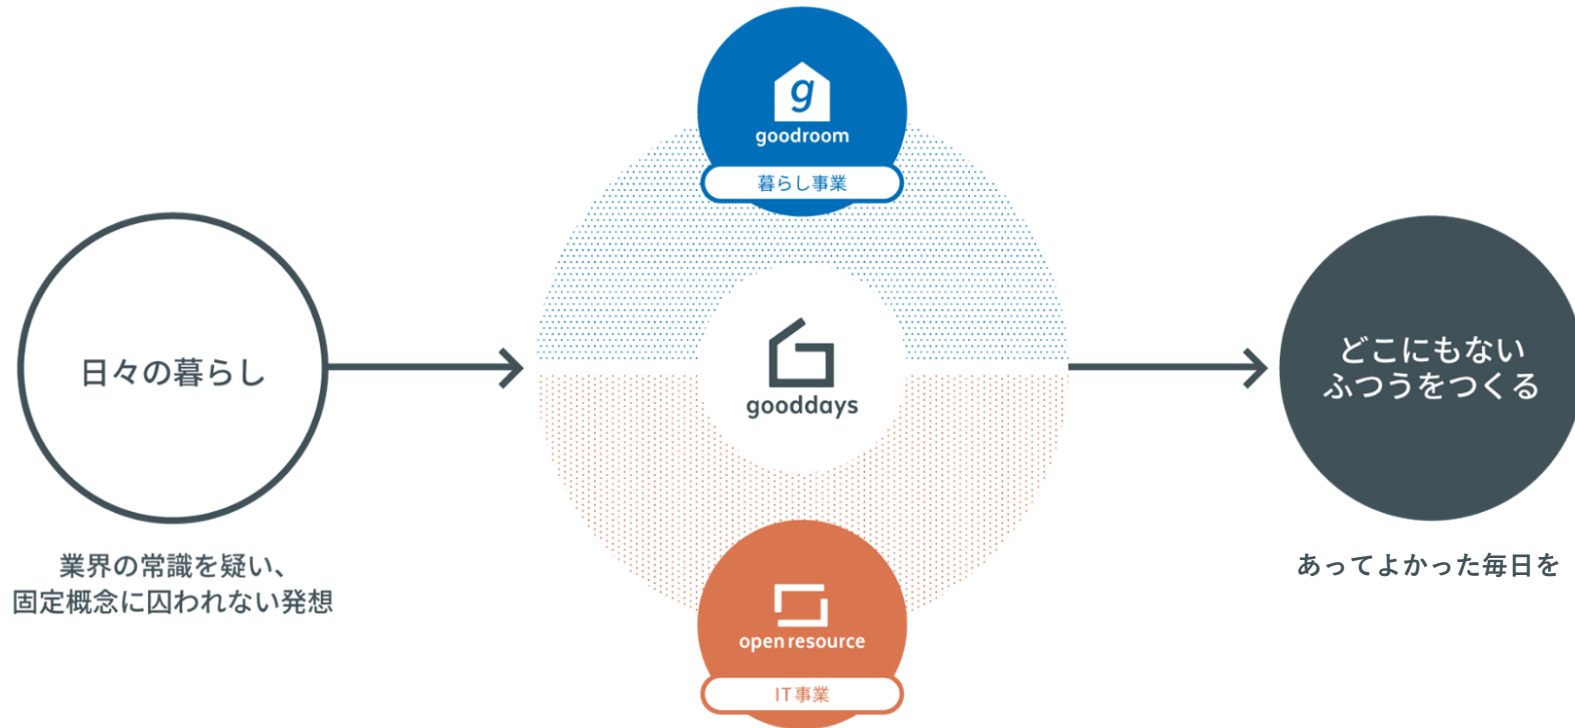 日々の暮らし
業界の常識を疑い、
固定概念に囚われない発想
g
goodroom
暮らし事業
gooddays
open resource
IT事業
どこにもない
ふつうをつくる
あってよかった毎日を